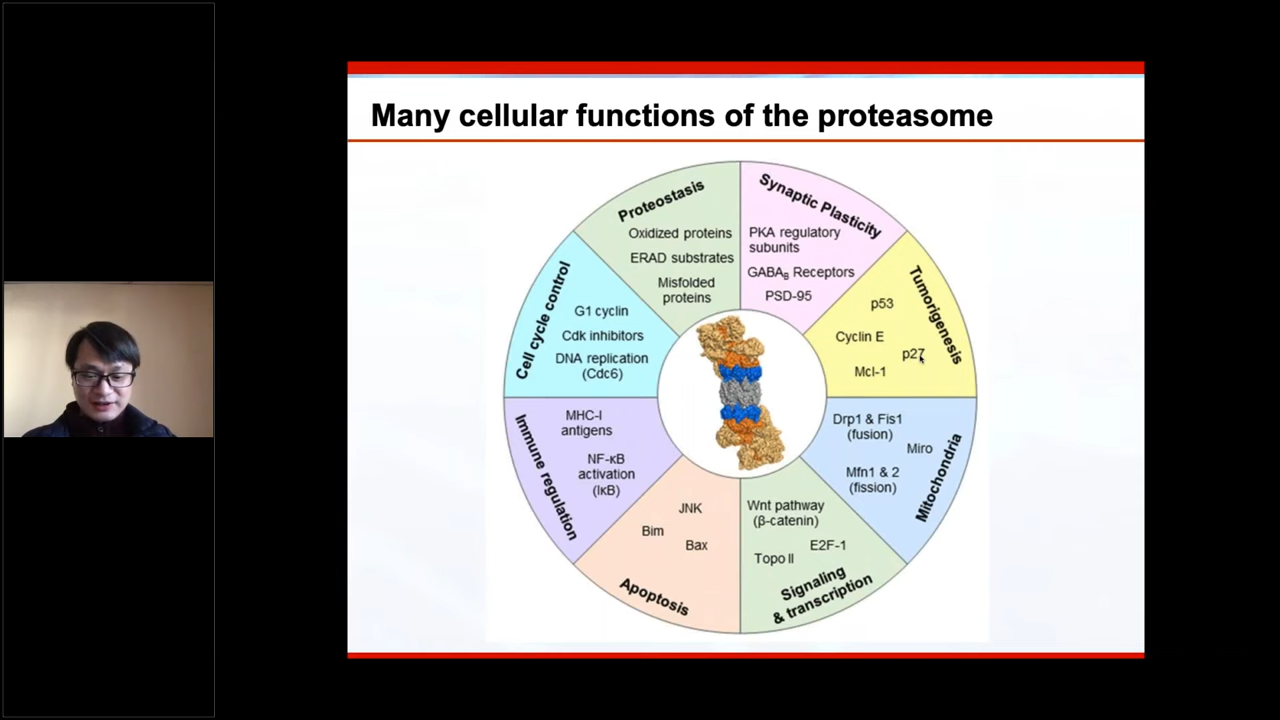 Many cellular functions of the proteasome
Proteostasis
Oxidized proteins
ERAD substrates
Misfolded
proteins
Synaptic Plasticity
PKA regulatory
subunits
GABAB Receptors
PSD-95
Tumorigenesis
p53
Cyclin E
p27
Mcl-1
Mitochondria
Drp1 & Fis1
(fusion)
Miro
Mfn1 & 2
(fission)
Signaling
& transcription
Wnt pathway
(β-catenin)
E2F-1
Topo II
Apoptosis
JNK
Bim
Bax
Immune regulation
MHC-I
antigens
NF-κB
activation
(IκB)
Cell cycle control
G1 cyclin
Cdk inhibitors
DNA replication
(Cdc6)